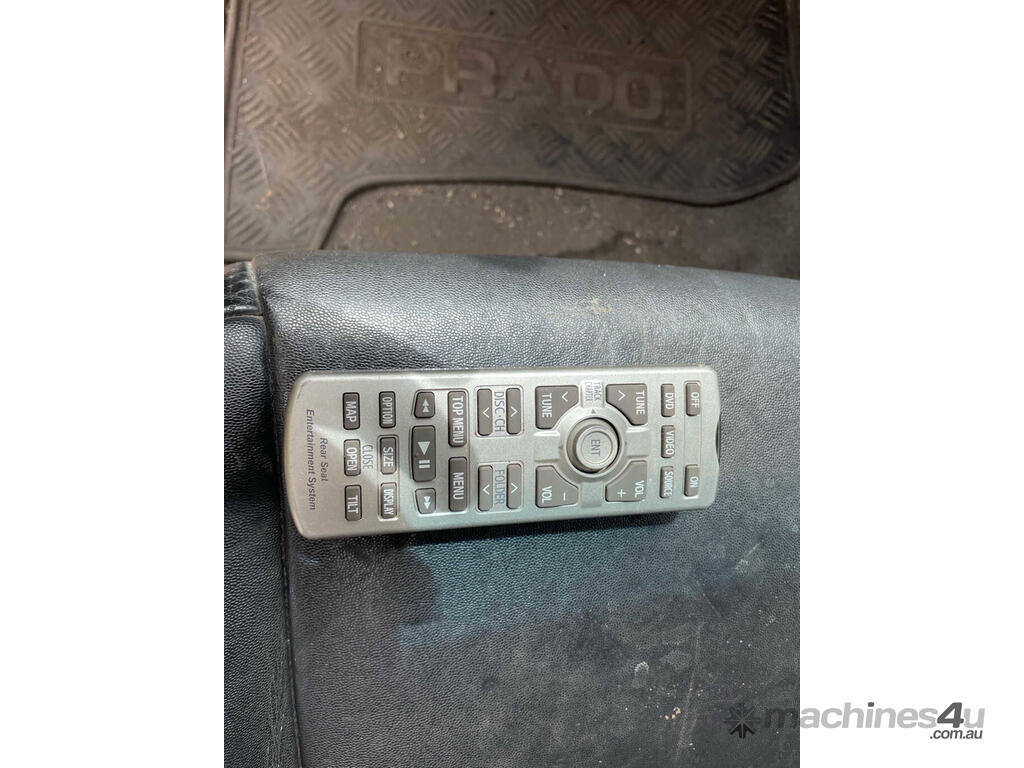 PRADO
OFF
ON
DVD
VIDEO
SOURCE
TUNE
VOL
+
TRACK
CHAPTER
ENT
TUNE
VOL
−
DISC·CH
FOLDER
TOP MENU
MENU
OPTION
SIZE
DISPLAY
CLOSE
MAP
OPEN
TILT
Rear Seat
Entertainment System
machines4u
.com.au